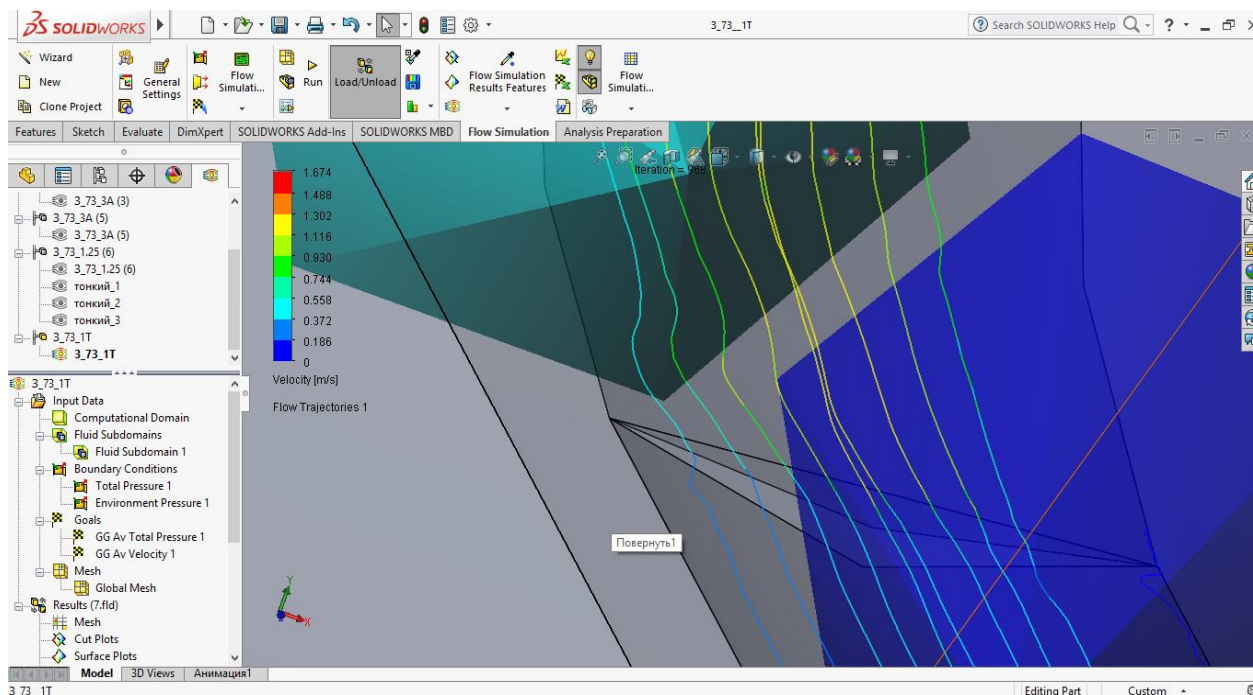 SOLIDWORKS
3_73__1T
Search SOLIDWORKS Help
?
Wizard
New
Clone Project
General
Settings
Flow
Simulati...
Run
Load/Unload
Flow Simulation
Results Features
Flow
Simulati...
Features
Sketch
Evaluate
DimXpert
SOLIDWORKS Add-Ins
SOLIDWORKS MBD
Flow Simulation
Analysis Preparation
3_73_3A (3)
3_73_3A (5)
3_73_3A (5)
3_73_1.25 (6)
3_73_1.25 (6)
тонкий_1
тонкий_2
тонкий_3
3_73_1T
3_73_1T
3_73_1T
Input Data
Computational Domain
Fluid Subdomains
Fluid Subdomain 1
Boundary Conditions
Total Pressure 1
Environment Pressure 1
Goals
GG Av Total Pressure 1
GG Av Velocity 1
Mesh
Global Mesh
Results (7.fld)
Mesh
Cut Plots
Surface Plots
Iteration = 968
1.674
1.488
1.302
1.116
0.930
0.744
0.558
0.372
0.186
0
Velocity [m/s]
Flow Trajectories 1
Повернуть1
Y
X
Model
3D Views
Анимация1
3_73_1T
Editing Part
Custom